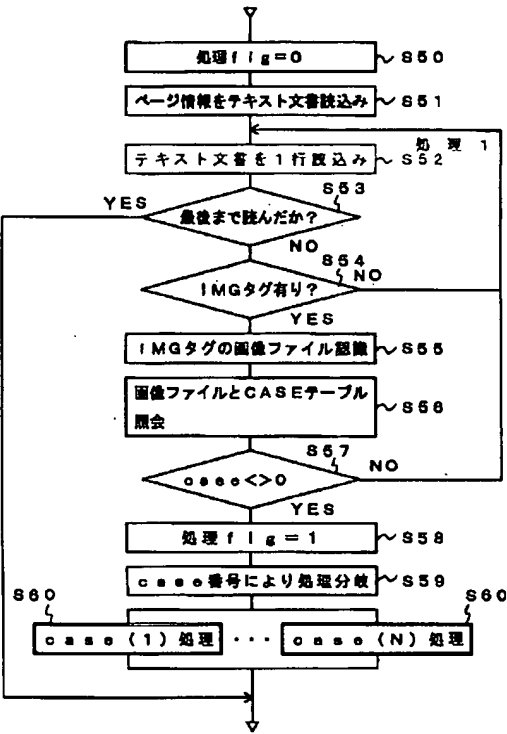 処理flg=0
S50
ページ情報をテキスト文書読込み
S51
処理1
テキスト文書を1行読込み
S52
S53
YES
最後まで読んだか?
NO
S54
NO
IMGタグ有り?
YES
IMGタグの画像ファイル認識
S55
画像ファイルとCASEテーブル
照会
S56
S57
NO
case<>0
YES
処理flg=1
S58
case番号により処理分岐
S59
S60
S60
case(1)処理
・・・
case(N)処理